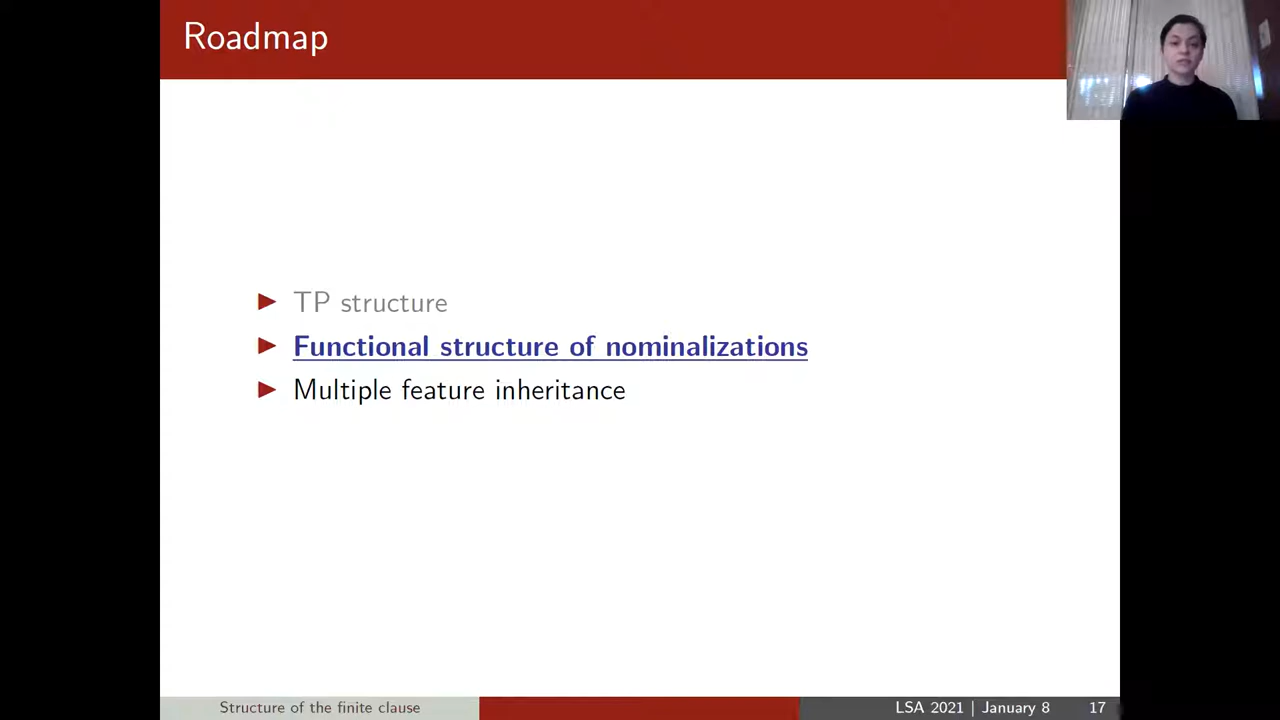 Roadmap
TP structure
Functional structure of nominalizations
Multiple feature inheritance
Structure of the finite clause
LSA 2021 | January 8 17